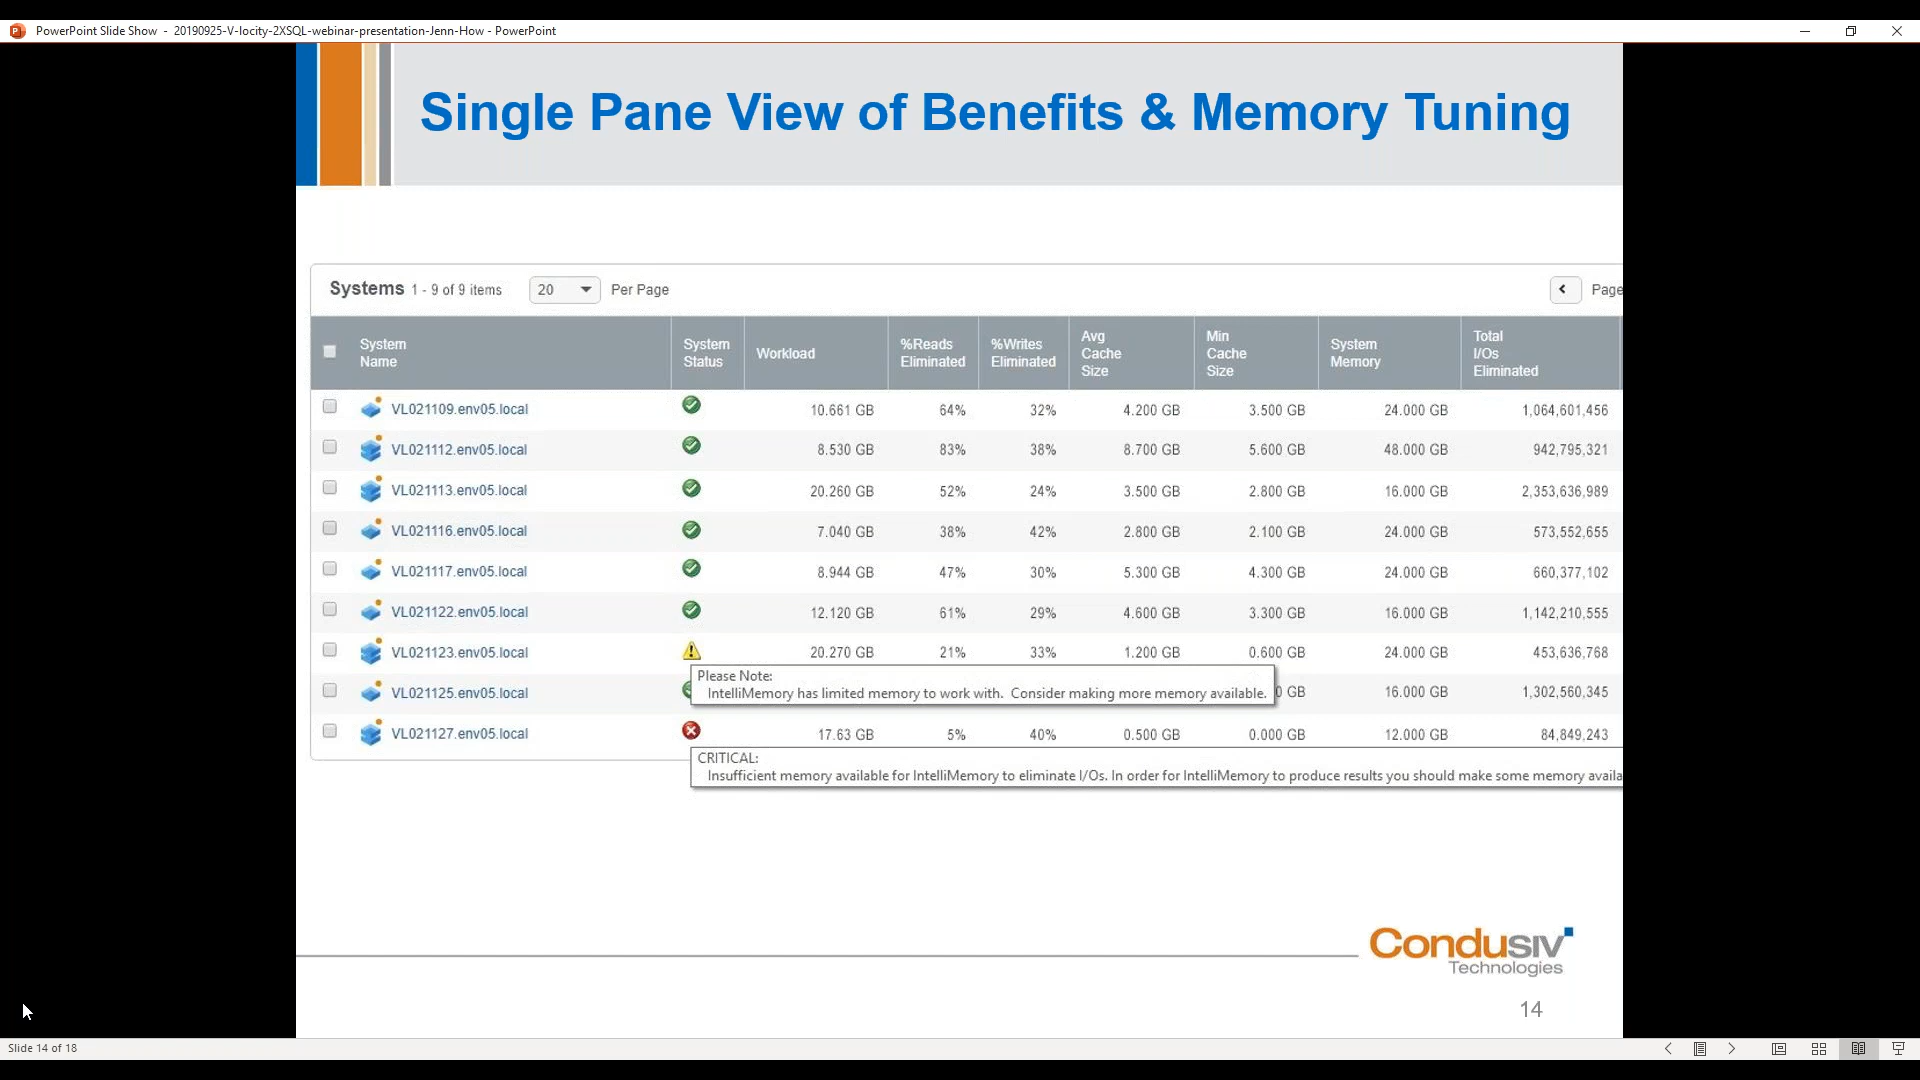 PowerPoint Slide Show - 20190925-V-locity-2XSQL-webinar-presentation-Jenn-How - PowerPoint
Single Pane View of Benefits & Memory Tuning
Systems 1 - 9 of 9 items 20 Per Page Page
System Name System Status Workload %Reads Eliminated %Writes Eliminated Avg Cache Size Min Cache Size System Memory Total I/Os Eliminated
VL021109.env05.local 10.661 GB 64% 32% 4.200 GB 3.500 GB 24.000 GB 1,064,601,456
VL021112.env05.local 8.530 GB 83% 38% 8.700 GB 5.600 GB 48.000 GB 942,795,321
VL021113.env05.local 20.260 GB 52% 24% 3.500 GB 2.800 GB 16.000 GB 2,353,636,989
VL021116.env05.local 7.040 GB 38% 42% 2.800 GB 2.100 GB 24.000 GB 573,552,655
VL021117.env05.local 8.944 GB 47% 30% 5.300 GB 4.300 GB 24.000 GB 660,377,102
VL021122.env05.local 12.120 GB 61% 29% 4.600 GB 3.300 GB 16.000 GB 1,142,210,555
VL021123.env05.local 20.270 GB 21% 33% 1.200 GB 0.600 GB 24.000 GB 453,636,768
Please Note:
IntelliMemory has limited memory to work with. Consider making more memory available.
VL021125.env05.local 0 GB 16.000 GB 1,302,560,345
VL021127.env05.local 17.63 GB 5% 40% 0.500 GB 0.000 GB 12.000 GB 84,849,243
CRITICAL:
Insufficient memory available for IntelliMemory to eliminate I/Os. In order for IntelliMemory to produce results you should make some memory availa
Condusiv
Technologies
14
Slide 14 of 18